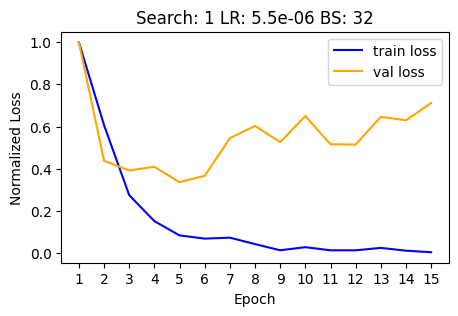 Search: 1 LR: 5.5e-06 BS: 32
train loss
val loss
Normalized Loss
1.0
0.8
0.6
0.4
0.2
0.0
1 2 3 4 5 6 7 8 9 10 11 12 13 14 15
Epoch